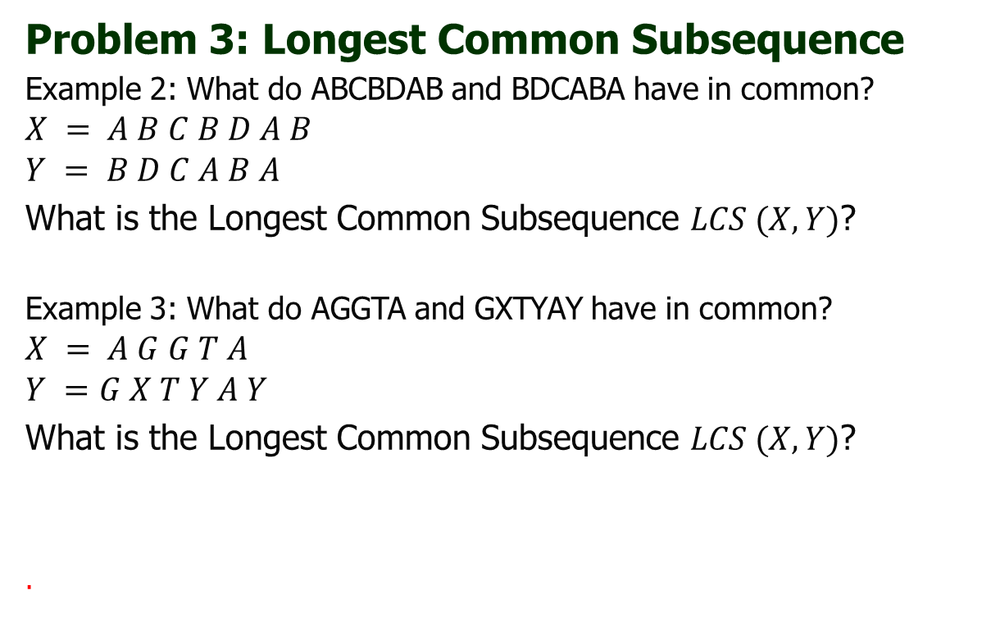 Problem 3: Longest Common Subsequence
Example 2: What do ABCBDAB and BDCABA have in common?
X = A B C B D A B
Y = B D C A B A
What is the Longest Common Subsequence LCS (X, Y)?
Example 3: What do AGGTA and GXTYAY have in common?
X = A G G T A
Y = G X T Y A Y
What is the Longest Common Subsequence LCS (X, Y)?
.